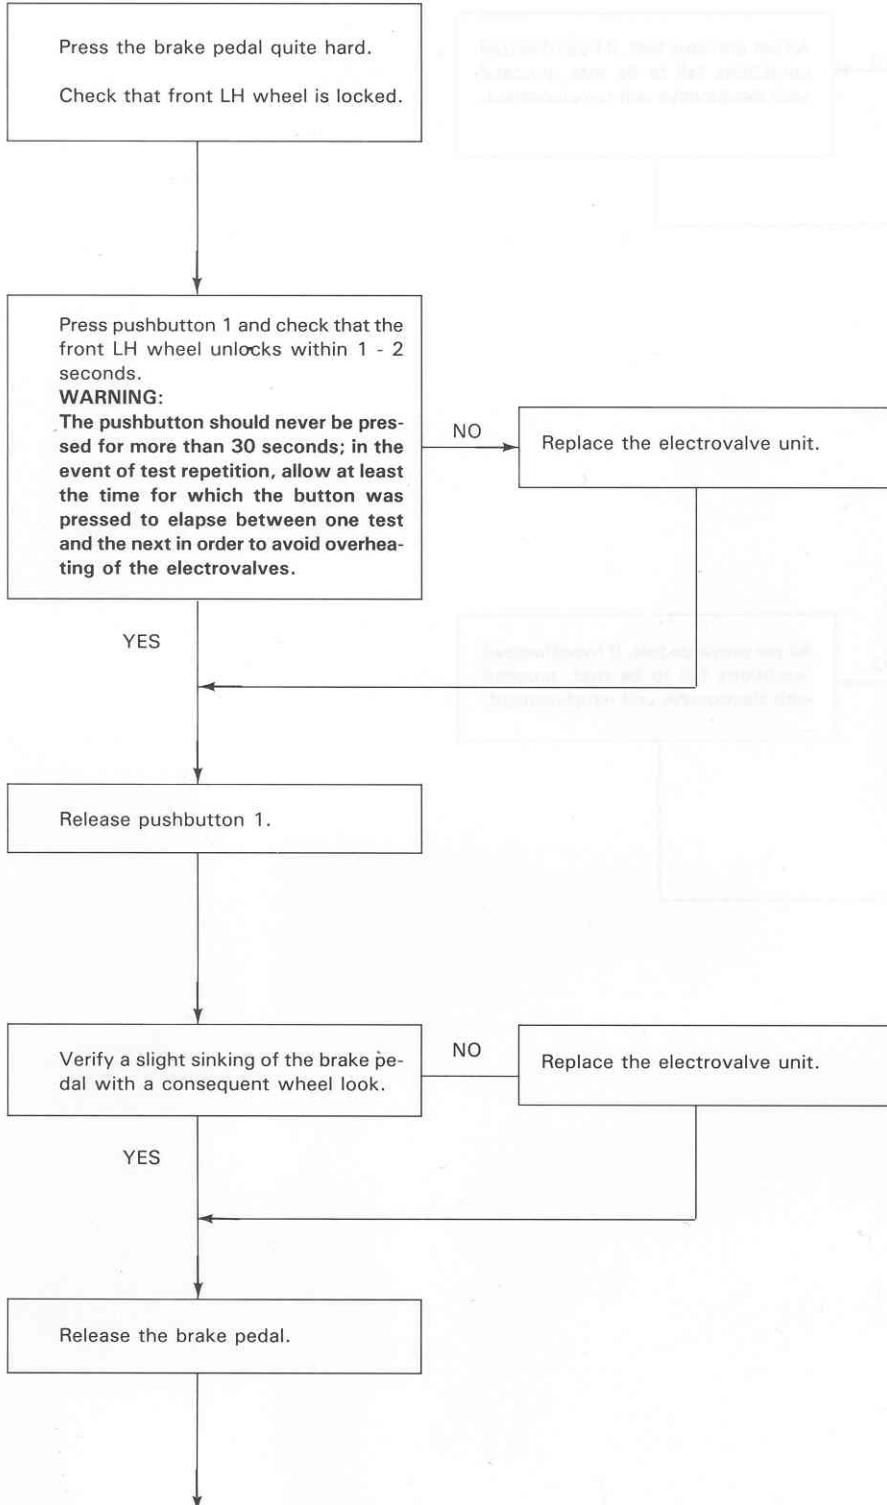 Press the brake pedal quite hard.
Check that front LH wheel is locked.
Press pushbutton 1 and check that the
front LH wheel unlocks within 1 - 2
seconds.
WARNING:
The pushbutton should never be pres-
sed for more than 30 seconds; in the
event of test repetition, allow at least
the time for which the button was
pressed to elapse between one test
and the next in order to avoid overhea-
ting of the electrovalves.
NO
Replace the electrovalve unit.
YES
Release pushbutton 1.
Verify a slight sinking of the brake pe-
dal with a consequent wheel look.
NO
Replace the electrovalve unit.
YES
Release the brake pedal.